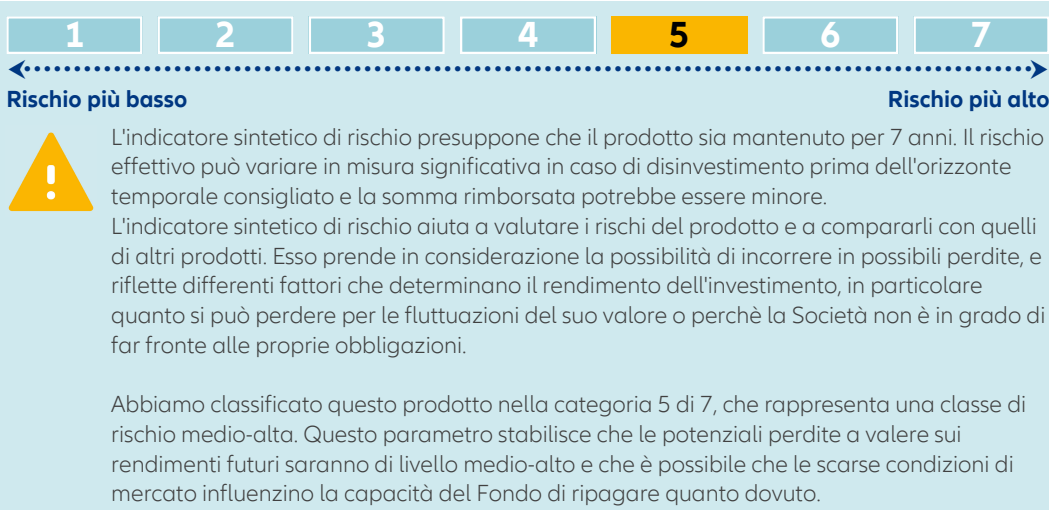 1 2 3 4 5 6 7
Rischio più basso Rischio più alto
L'indicatore sintetico di rischio presuppone che il prodotto sia mantenuto per 7 anni. Il rischio
effettivo può variare in misura significativa in caso di disinvestimento prima dell'orizzonte
temporale consigliato e la somma rimborsata potrebbe essere minore.
L'indicatore sintetico di rischio aiuta a valutare i rischi del prodotto e a compararli con quelli
di altri prodotti. Esso prende in considerazione la possibilità di incorrere in possibili perdite, e
riflette differenti fattori che determinano il rendimento dell'investimento, in particolare
quanto si può perdere per le fluttuazioni del suo valore o perchè la Società non è in grado di
far fronte alle proprie obbligazioni.
Abbiamo classificato questo prodotto nella categoria 5 di 7, che rappresenta una classe di
rischio medio-alta. Questo parametro stabilisce che le potenziali perdite a valere sui
rendimenti futuri saranno di livello medio-alto e che è possibile che le scarse condizioni di
mercato influenzino la capacità del Fondo di ripagare quanto dovuto.